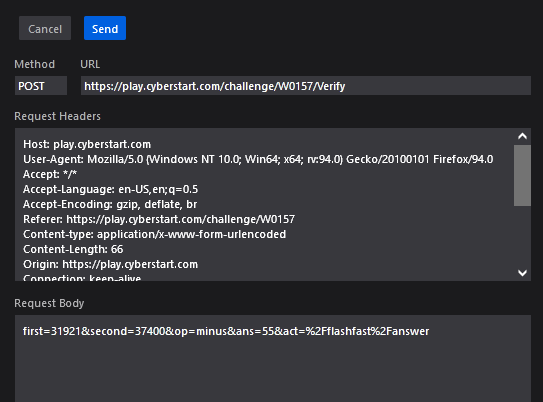 Cancel Send
Method URL
POST https://play.cyberstart.com/challenge/W0157/Verify
Request Headers
Host: play.cyberstart.com
User-Agent: Mozilla/5.0 (Windows NT 10.0; Win64; x64; rv:94.0) Gecko/20100101 Firefox/94.0
Accept: */*
Accept-Language: en-US,en;q=0.5
Accept-Encoding: gzip, deflate, br
Referer: https://play.cyberstart.com/challenge/W0157
Content-type: application/x-www-form-urlencoded
Content-Length: 66
Origin: https://play.cyberstart.com
Connection: keep-alive
Request Body
first=31921&second=37400&op=minus&ans=55&act=%2Fflashfast%2Fanswer